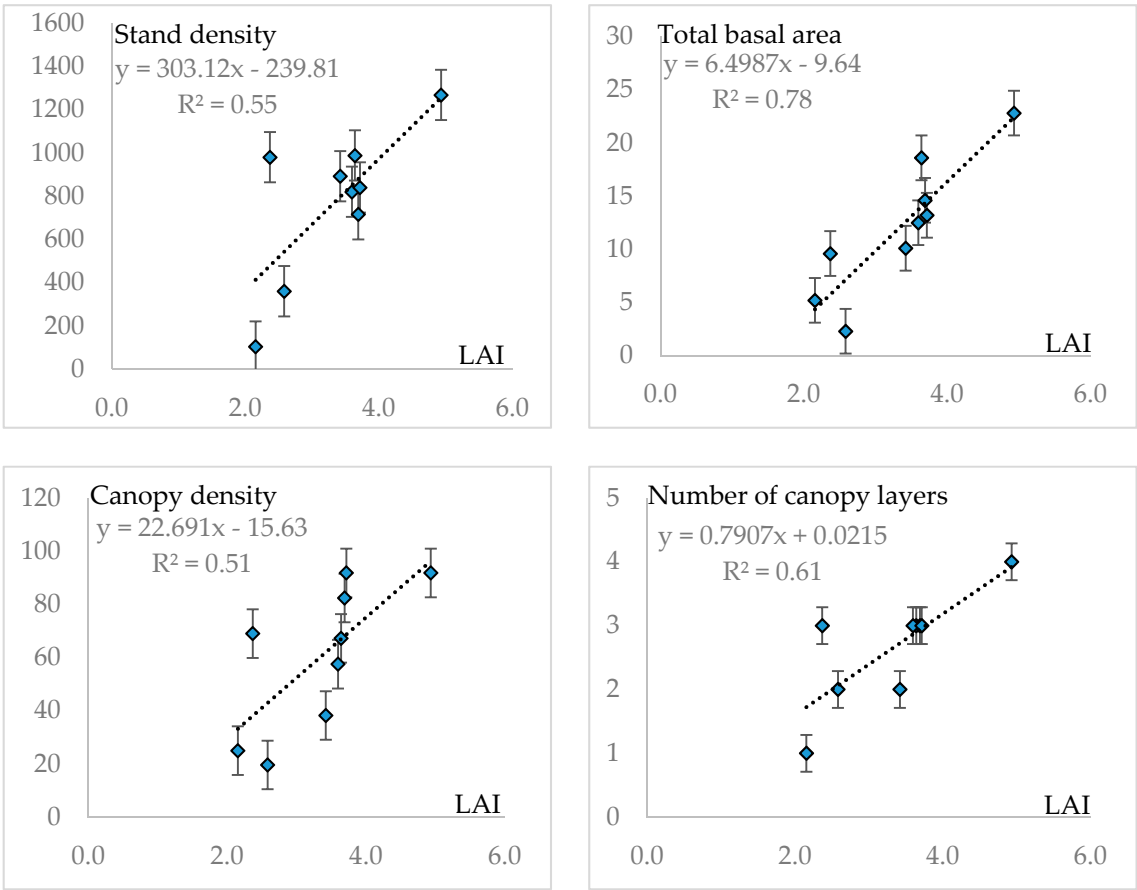 Stand density
y = 303.12x - 239.81
R² = 0.55
1600
1400
1200
1000
800
600
400
200
0
LAI
0.0 2.0 4.0 6.0
Total basal area
y = 6.4987x - 9.64
R² = 0.78
30
25
20
15
10
5
0
LAI
0.0 2.0 4.0 6.0
Canopy density
y = 22.691x - 15.63
R² = 0.51
120
100
80
60
40
20
0
LAI
0.0 2.0 4.0 6.0
Number of canopy layers
y = 0.7907x + 0.0215
R² = 0.61
5
4
3
2
1
0
LAI
0.0 2.0 4.0 6.0